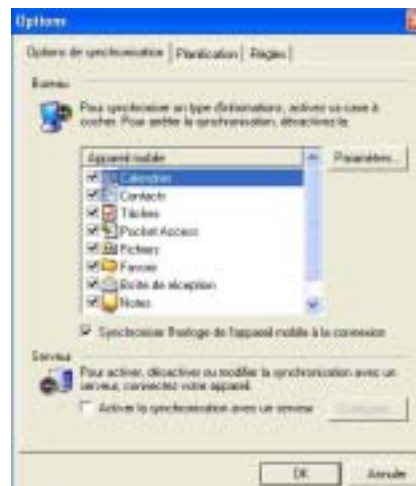 Options
Options de synchronisation Planification Règles
Bureau
Pour synchroniser un type d'informations, activez sa case à
cocher. Pour arrêter la synchronisation, désactivez-la.
Appareil mobile
Paramètres...
Calendrier
Contacts
Tâches
Pocket Access
Fichiers
Favoris
Boîte de réception
Notes
Synchroniser l'horloge de l'appareil mobile à la connexion
Serveur
Pour activer, désactiver ou modifier la synchronisation avec un
serveur, connectez votre appareil.
Activer la synchronisation avec un serveur
OK Annuler